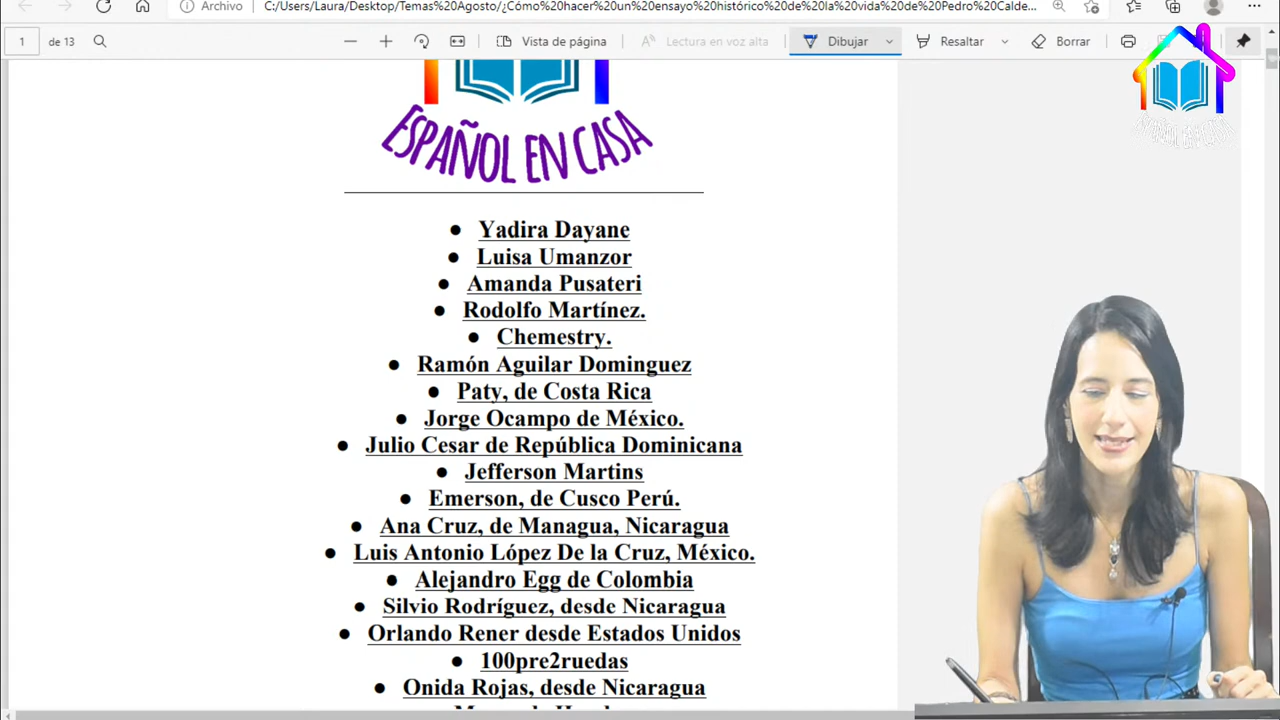 Archivo
C:/Users/Laura/Desktop/Temas%20Agosto/¿Cómo%20hacer%20un%20ensayo%20histórico%20de%20la%20vida%20de%20Pedro%20Calde...
1 de 13
Vista de página
Lectura en voz alta
Dibujar
Resaltar
Borrar
ESPAÑOL EN CASA
ESPAÑOL EN CASA
● Yadira Dayane
● Luisa Umanzor
● Amanda Pusateri
● Rodolfo Martínez.
● Chemestry.
● Ramón Aguilar Dominguez
● Paty, de Costa Rica
● Jorge Ocampo de México.
● Julio Cesar de República Dominicana
● Jefferson Martins
● Emerson, de Cusco Perú.
● Ana Cruz, de Managua, Nicaragua
● Luis Antonio López De la Cruz, México.
● Alejandro Egg de Colombia
● Silvio Rodríguez, desde Nicaragua
● Orlando Rener desde Estados Unidos
● 100pre2ruedas
● Onida Rojas, desde Nicaragua